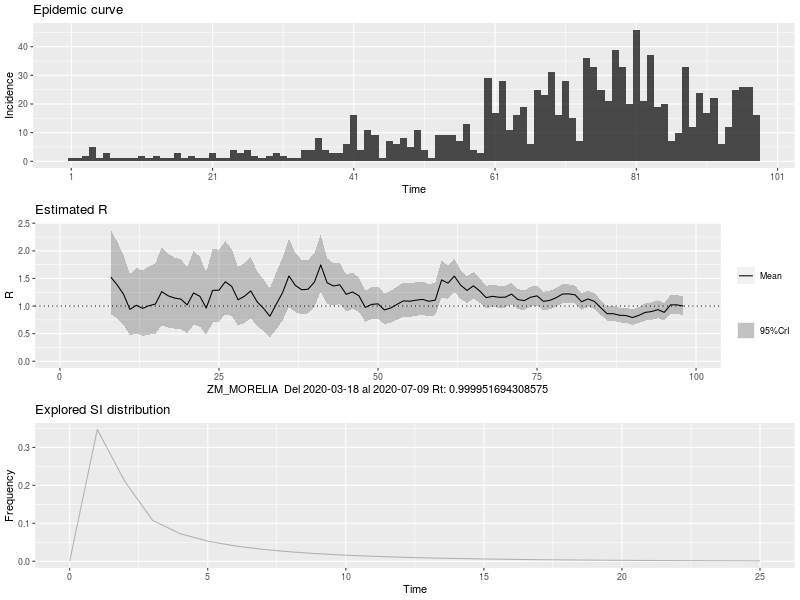 Epidemic curve
Incidence
40
30
20
10
0
1 21 41 61 81 101
Time
Estimated R
R
2.5
2.0
1.5
1.0
0.5
0.0
Mean
95%CrI
0 25 50 75 100
ZM_MORELIA Del 2020-03-18 al 2020-07-09 Rt: 0.999951694308575
Explored SI distribution
Frequency
0.3
0.2
0.1
0.0
0 5 10 15 20 25
Time